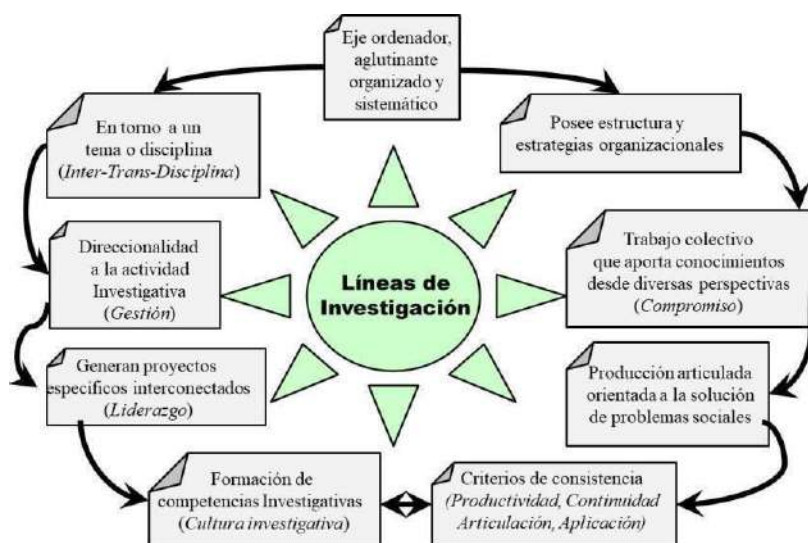 Eje ordenador,
aglutinante
organizado y
sistemático
En torno a un
tema o disciplina
(Inter-Trans-Disciplina)
Posee estructura y
estrategias organizacionales
Direccionalidad
a la actividad
Investigativa
(Gestión)
Líneas de
Investigación
Trabajo colectivo
que aporta conocimientos
desde diversas perspectivas
(Compromiso)
Generan proyectos
específicos interconectados
(Liderazgo)
Producción articulada
orientada a la solución
de problemas sociales
Formación de
competencias Investigativas
(Cultura investigativa)
Criterios de consistencia
(Productividad, Continuidad
Articulación, Aplicación)